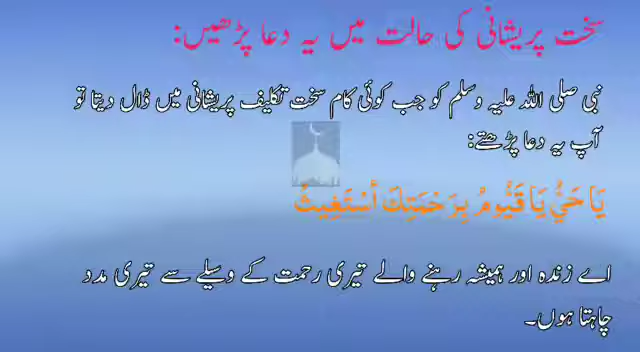 سخت پریشانی کی حالت میں یہ دعا پڑھیں:
نبی صلی اللہ علیہ وسلم کو جب کوئی کام سخت تکلیف پریشانی میں ڈال دیتا تو
آپ یہ دعا پڑھتے:
يَا حَيُّ يَا قَيُّومُ بِرَحْمَتِكَ أَسْتَغِيثُ
اے زندہ اور ہمیشہ رہنے والے تیری رحمت کے وسیلے سے تیری مدد
چاہتا ہوں۔